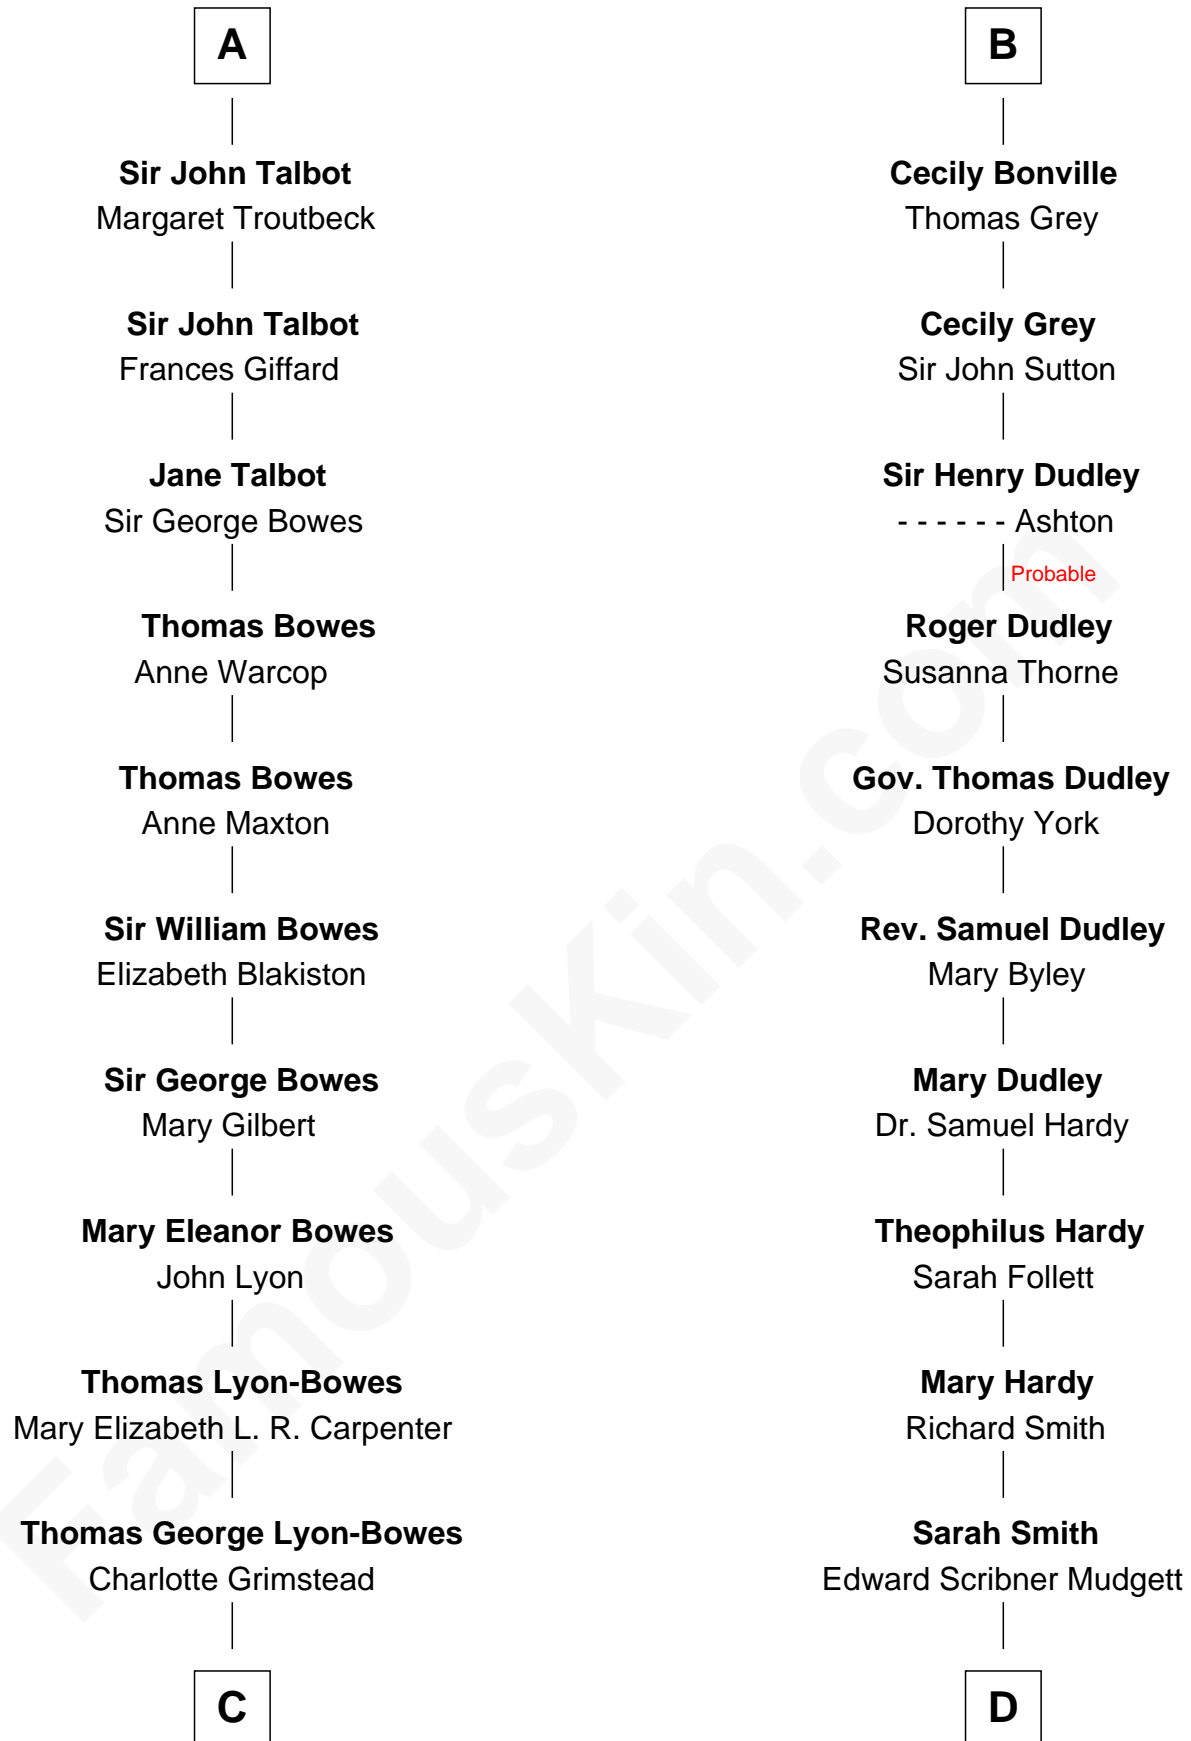 A
Sir John Talbot
Margaret Troutbeck
Sir John Talbot
Frances Giffard
Jane Talbot
Sir George Bowes
Thomas Bowes
Anne Warcop
Thomas Bowes
Anne Maxton
Sir William Bowes
Elizabeth Blakiston
Sir George Bowes
Mary Gilbert
Mary Eleanor Bowes
John Lyon
Thomas Lyon-Bowes
Mary Elizabeth L. R. Carpenter
Thomas George Lyon-Bowes
Charlotte Grimstead
C
B
Cecily Bonville
Thomas Grey
Cecily Grey
Sir John Sutton
Sir Henry Dudley
- - - - - - Ashton
Probable
Roger Dudley
Susanna Thorne
Gov. Thomas Dudley
Dorothy York
Rev. Samuel Dudley
Mary Byley
Mary Dudley
Dr. Samuel Hardy
Theophilus Hardy
Sarah Follett
Mary Hardy
Richard Smith
Sarah Smith
Edward Scribner Mudgett
D
FamousKin.com